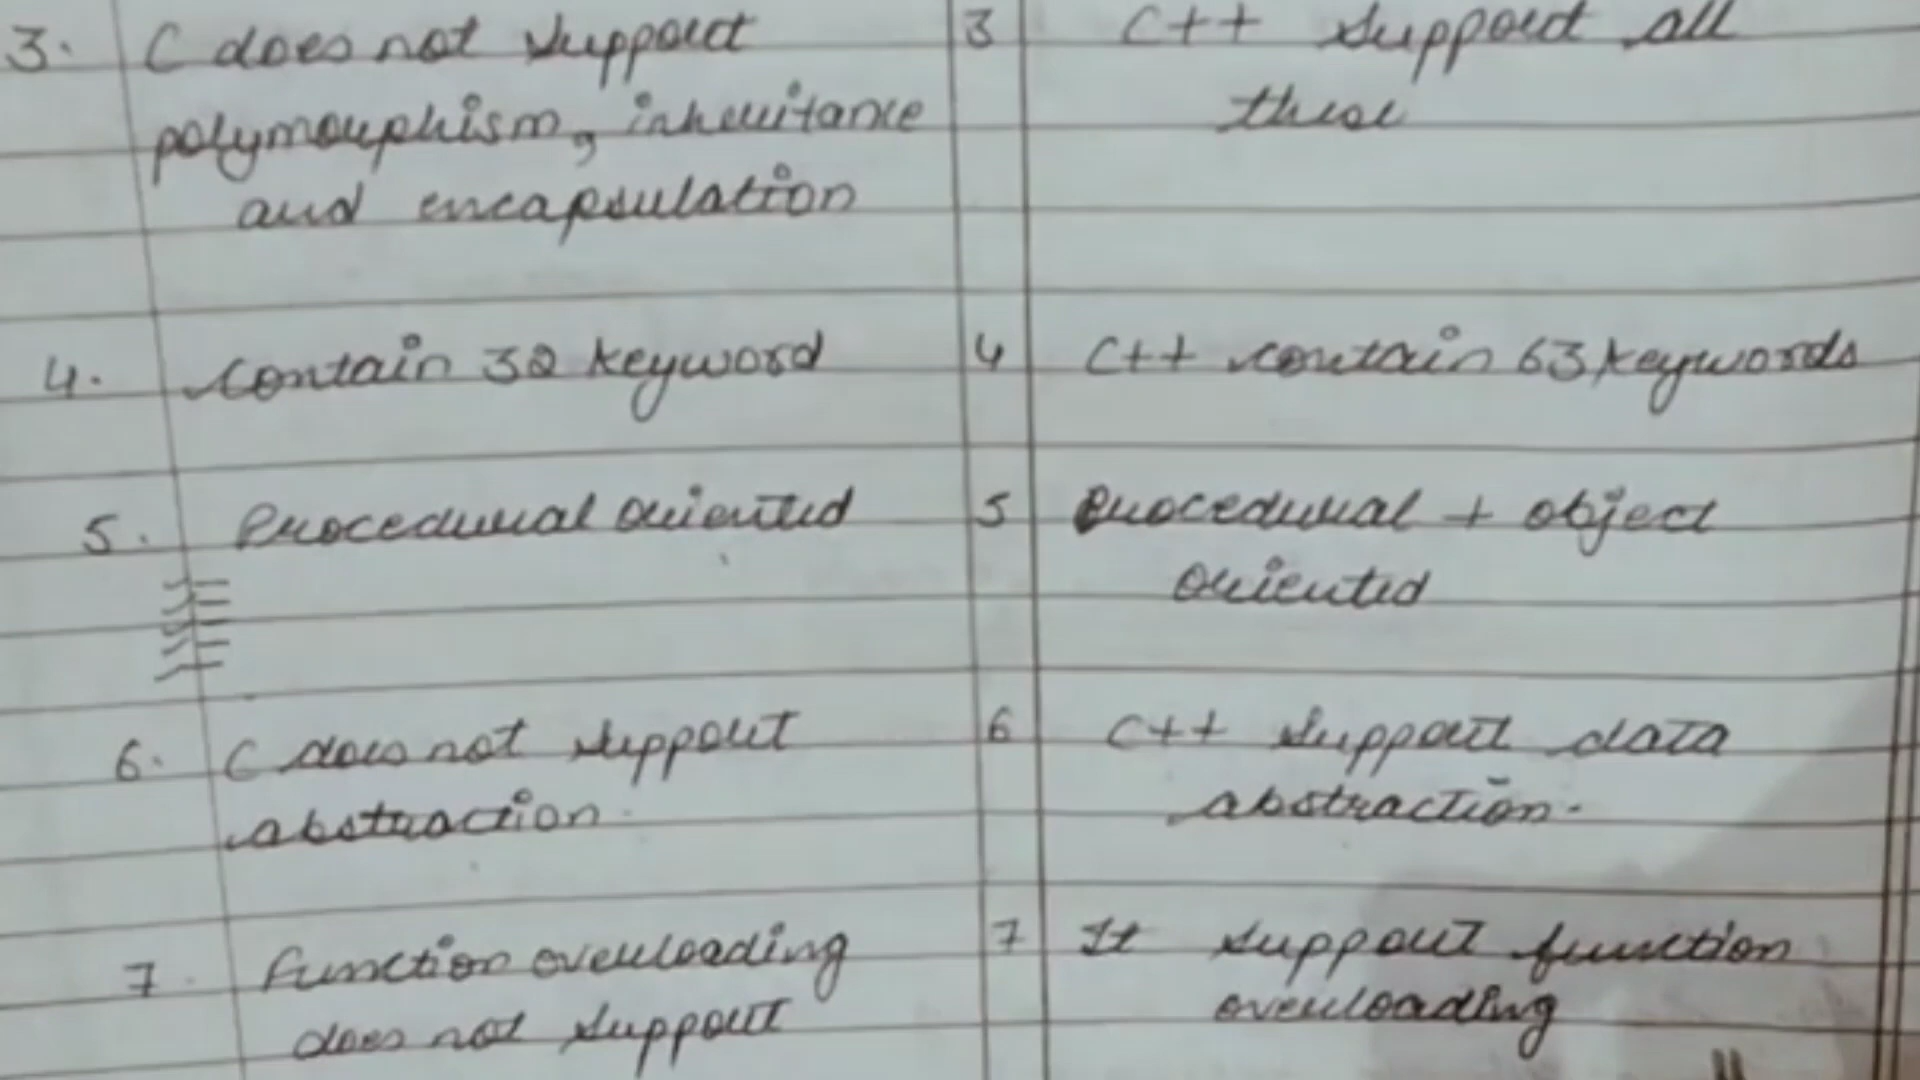 3. C does not support
polymorphism, inheritance
and encapsulation
3 C++ support all
these
4. contain 32 keyword
4 C++ contain 63 keywords
5. Procedural oriented
5 Procedural + object
oriented
6. C does not support
abstraction.
6 C++ support data
abstraction.
7. function overloading
does not support
7 It support function
overloading